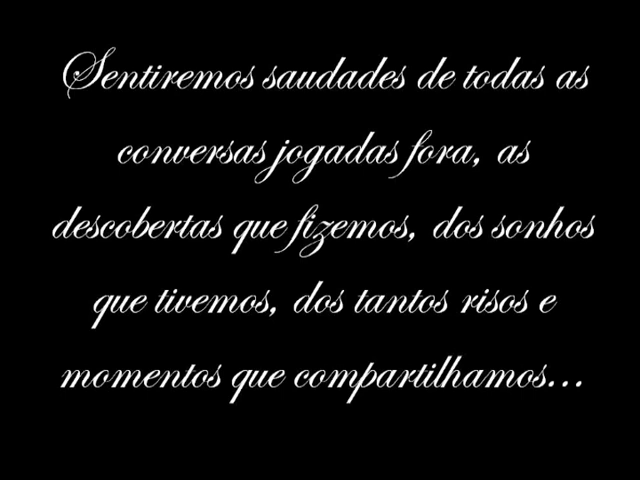 Sentiremos saudades de todas as
conversas jogadas fora, as
descobertas que fizemos, dos sonhos
que tivemos, dos tantos risos e
momentos que compartilhamos...